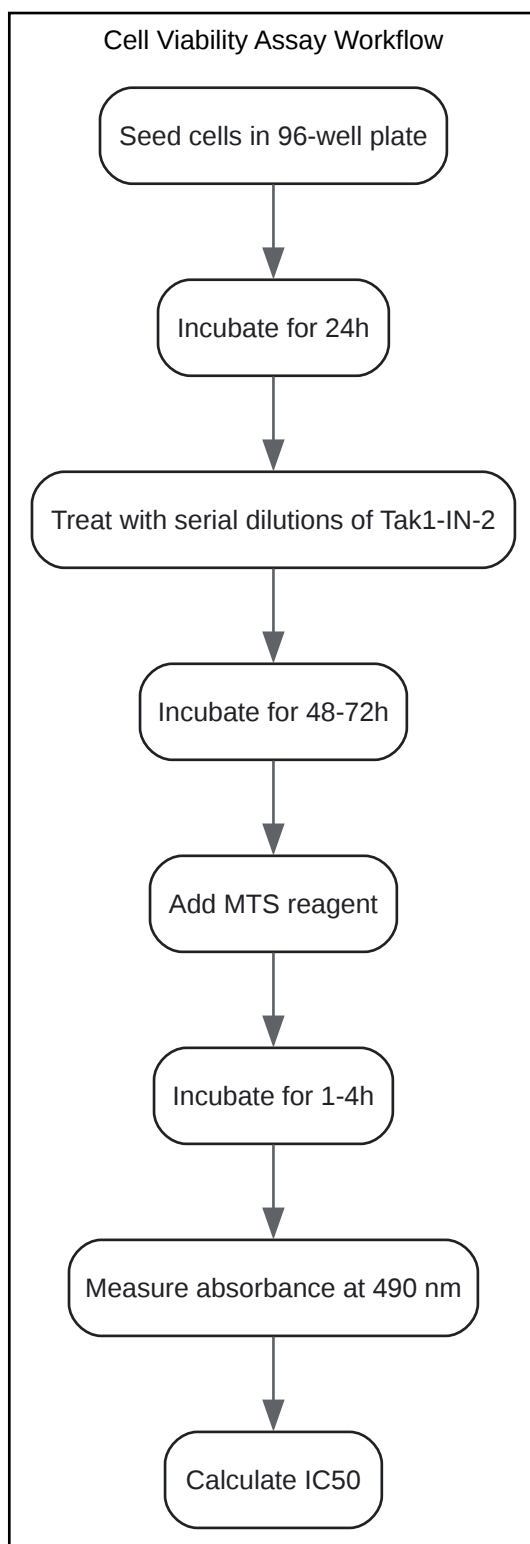 Cell Viability Assay Workflow
Seed cells in 96-well plate
Incubate for 24h
Treat with serial dilutions of Tak1-IN-2
Incubate for 48-72h
Add MTS reagent
Incubate for 1-4h
Measure absorbance at 490 nm
Calculate IC50